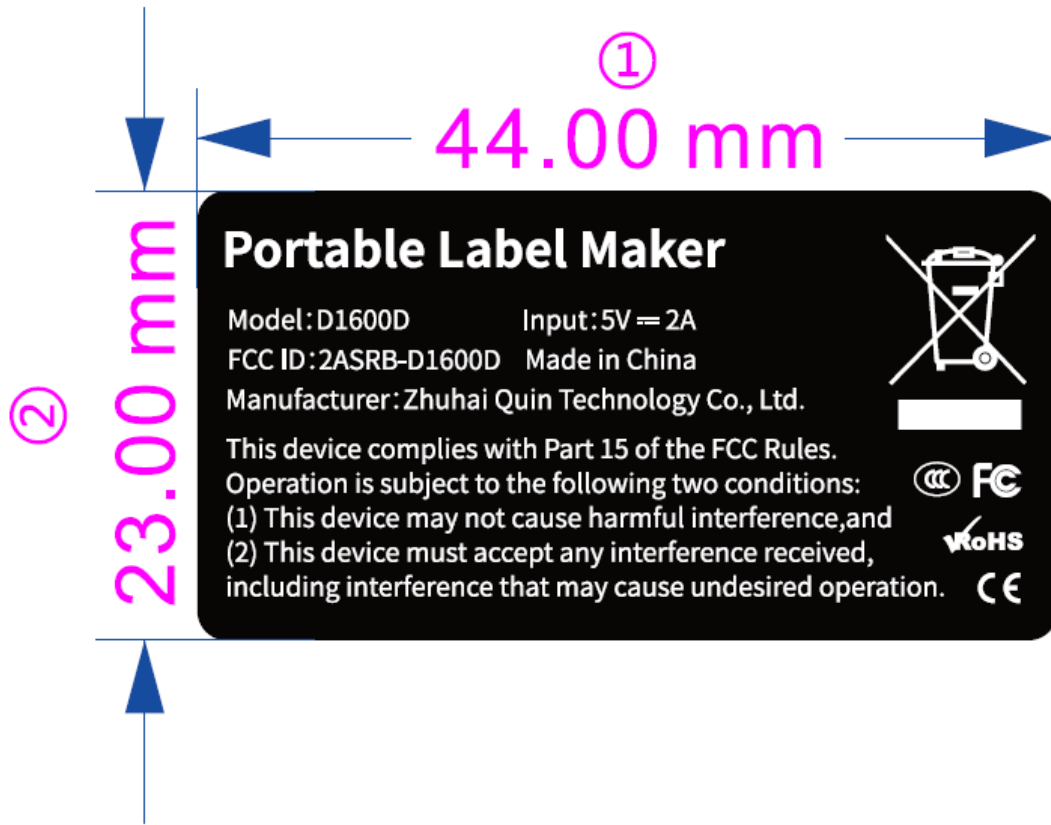 ①
44.00 mm
②
23.00 mm
Portable Label Maker
Model:D1600D Input:5V ⎓ 2A
FCC ID:2ASRB-D1600D Made in China
Manufacturer:Zhuhai Quin Technology Co., Ltd.
This device complies with Part 15 of the FCC Rules.
Operation is subject to the following two conditions:
(1) This device may not cause harmful interference,and
(2) This device must accept any interference received,
including interference that may cause undesired operation.
CCC FC
RoHS
CE